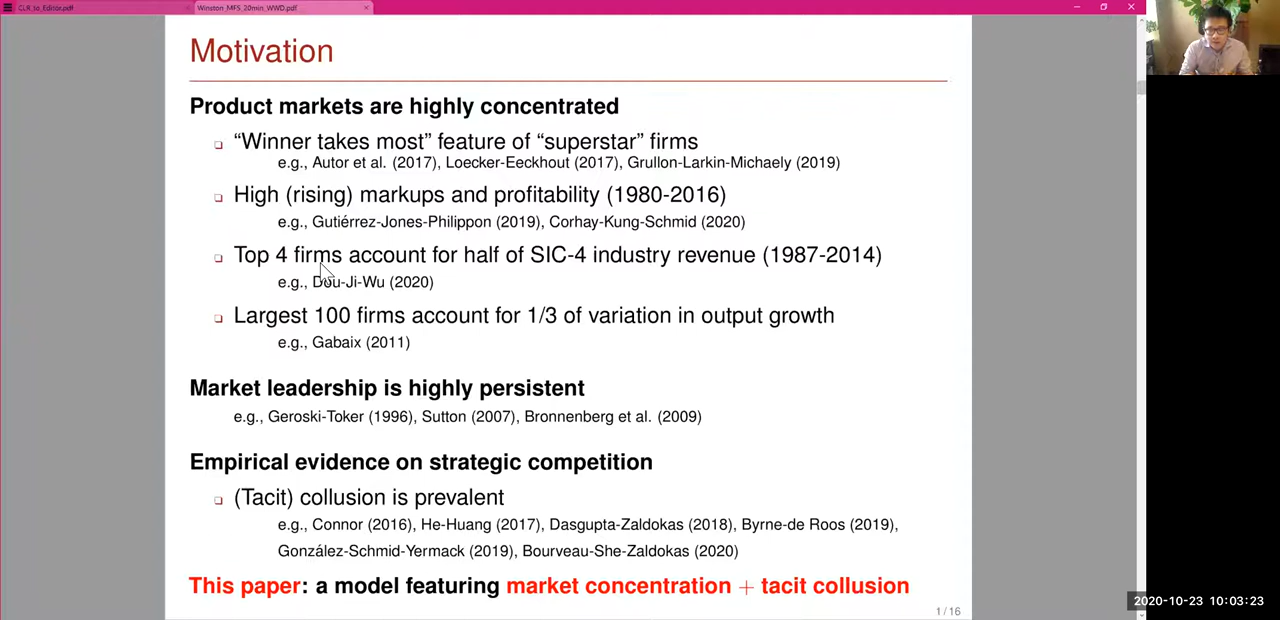 CLR_to_Editor.pdf
Winston_MFS_20min_WWD.pdf
Motivation
Product markets are highly concentrated
“Winner takes most” feature of “superstar” firms
e.g., Autor et al. (2017), Loecker-Eeckhout (2017), Grullon-Larkin-Michaely (2019)
High (rising) markups and profitability (1980-2016)
e.g., Gutiérrez-Jones-Philippon (2019), Corhay-Kung-Schmid (2020)
Top 4 firms account for half of SIC-4 industry revenue (1987-2014)
e.g., Dou-Ji-Wu (2020)
Largest 100 firms account for 1/3 of variation in output growth
e.g., Gabaix (2011)
Market leadership is highly persistent
e.g., Geroski-Toker (1996), Sutton (2007), Bronnenberg et al. (2009)
Empirical evidence on strategic competition
(Tacit) collusion is prevalent
e.g., Connor (2016), He-Huang (2017), Dasgupta-Zaldokas (2018), Byrne-de Roos (2019),
González-Schmid-Yermack (2019), Bourveau-She-Zaldokas (2020)
This paper: a model featuring market concentration + tacit collusion
1 / 16
2020-10-23 10:03:23